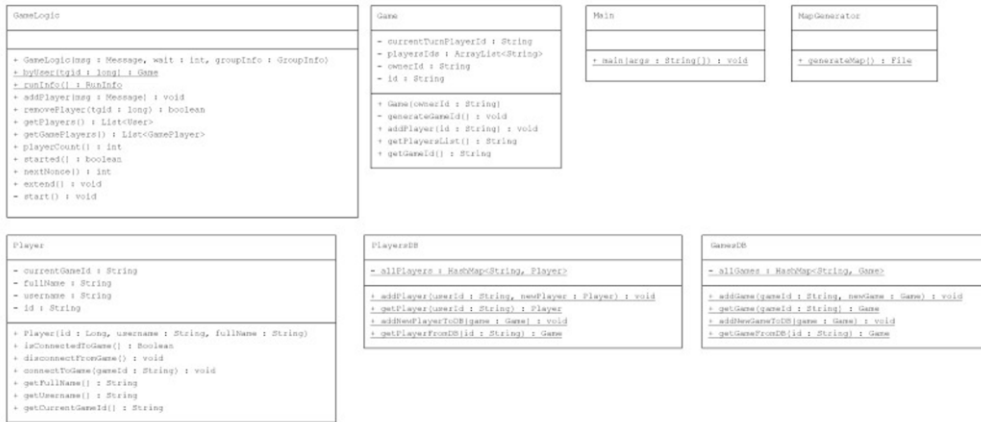 GameLogic
+ GameLogic(msg : Message, wait : int, groupInfo : GroupInfo)
+ byUser(tgid : long) : Game
+ runInfo() : RunInfo
+ addPlayer(msg : Message) : void
+ removePlayer(tgid : long) : boolean
+ getPlayers() : List<User>
+ getGamePlayers() : List<GamePlayer>
+ playerCount() : int
+ started() : boolean
+ nextNonce() : int
+ extend() : void
- start() : void
Game
- currentTurnPlayerId : String
- playersIds : ArrayList<String>
- ownerId : String
- id : String
+ Game(ownerId : String)
- generateGameId() : void
+ addPlayer(id : String) : void
+ getPlayersList() : String
+ getGameId() : String
Main
+ main(args : String[]) : void
MapGenerator
+ generateMap() : File
Player
- currentGameId : String
- fullName : String
- username : String
- id : String
+ Player(id : Long, username : String, fullName : String)
+ isConnectedToGame() : Boolean
+ disconnectFromGame() : void
+ connectToGame(gameId : String) : void
+ getFullName() : String
+ getUsername() : String
+ getCurrentGameId() : String
PlayersDB
- allPlayers : HashMap<String, Player>
+ addPlayer(userId : String, newPlayer : Player) : void
+ getPlayer(userId : String) : Player
+ addNewPlayerToDB(game : Game) : void
+ getPlayerFromDB(id : String) : Game
GamesDB
- allGames : HashMap<String, Game>
+ addGame(gameId : String, newGame : Game) : void
+ getGame(gameId : String) : Game
+ addNewGameToDB(game : Game) : void
+ getGameFromDB(id : String) : Game